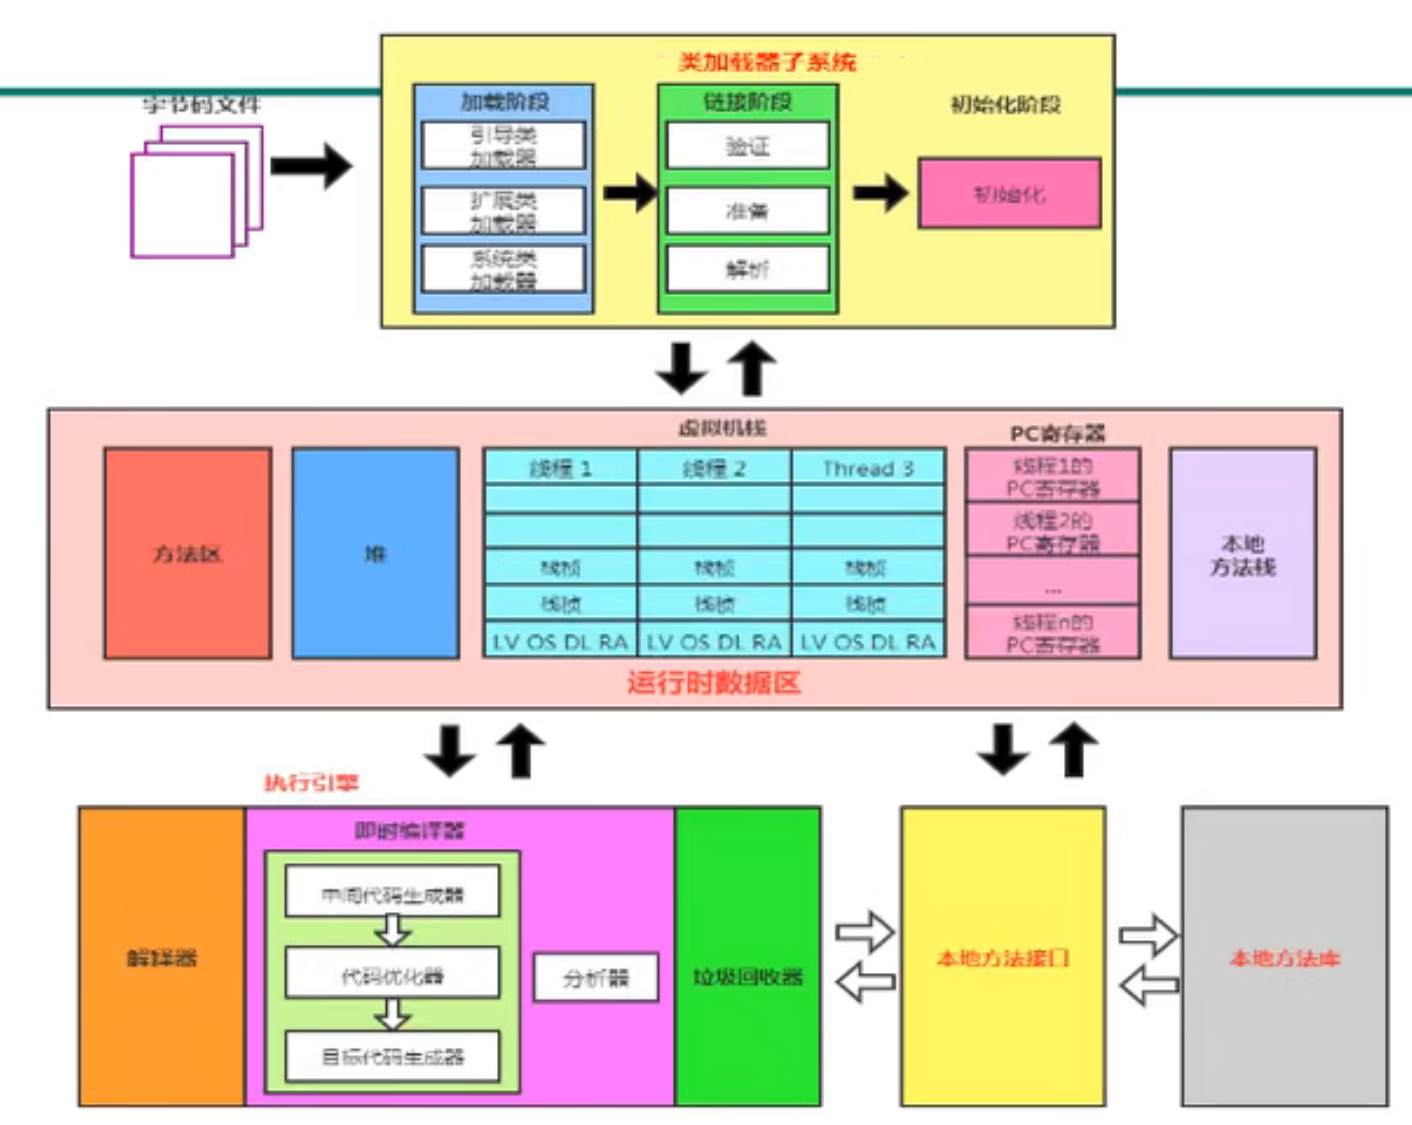 类加载器子系统
字节码文件
加载阶段
引导类
加载器
扩展类
加载器
系统类
加载器
链接阶段
验证
准备
解析
初始化阶段
初始化
虚拟机栈
PC寄存器
方法区
堆
线程 1
线程 2
Thread 3
栈桢
栈桢
栈桢
栈桢
栈桢
栈桢
LV OS DL RA
LV OS DL RA
LV OS DL RA
线程1的
PC寄存器
线程2的
PC寄存器
...
线程n的
PC寄存器
本地
方法栈
运行时数据区
执行引擎
解释器
即时编译器
中间代码生成器
代码优化器
目标代码生成器
分析器
垃圾回收器
本地方法接口
本地方法库